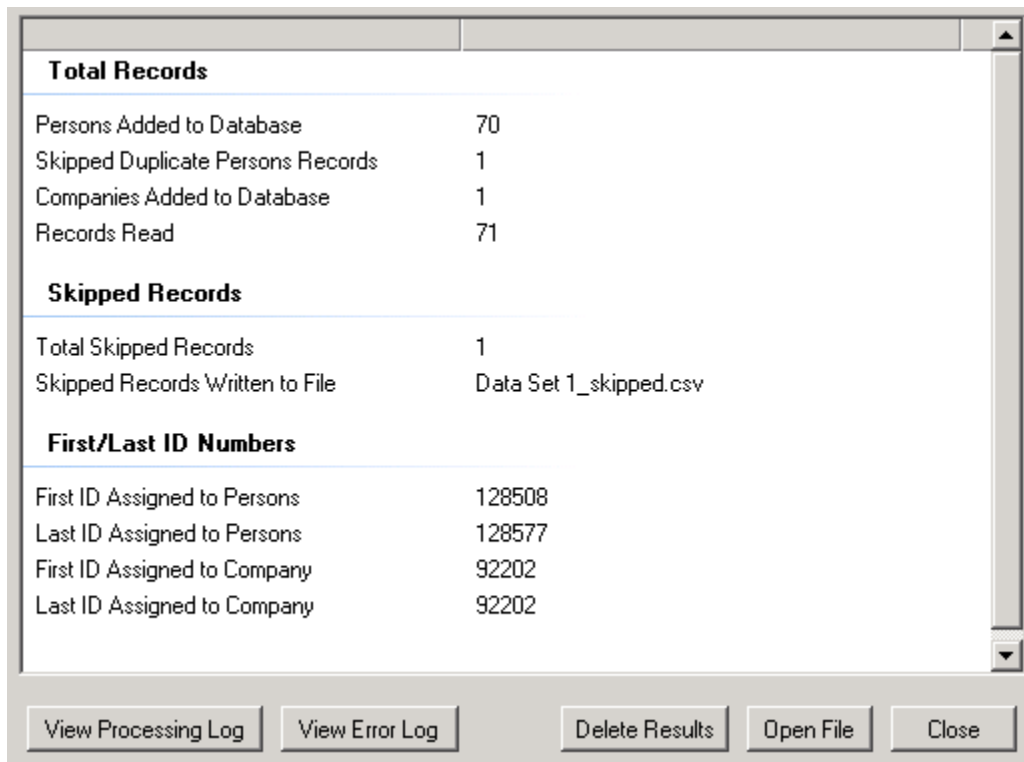 Total Records
Persons Added to Database 70
Skipped Duplicate Persons Records 1
Companies Added to Database 1
Records Read 71
Skipped Records
Total Skipped Records 1
Skipped Records Written to File Data Set 1_skipped.csv
First/Last ID Numbers
First ID Assigned to Persons 128508
Last ID Assigned to Persons 128577
First ID Assigned to Company 92202
Last ID Assigned to Company 92202
View Processing Log View Error Log Delete Results Open File Close